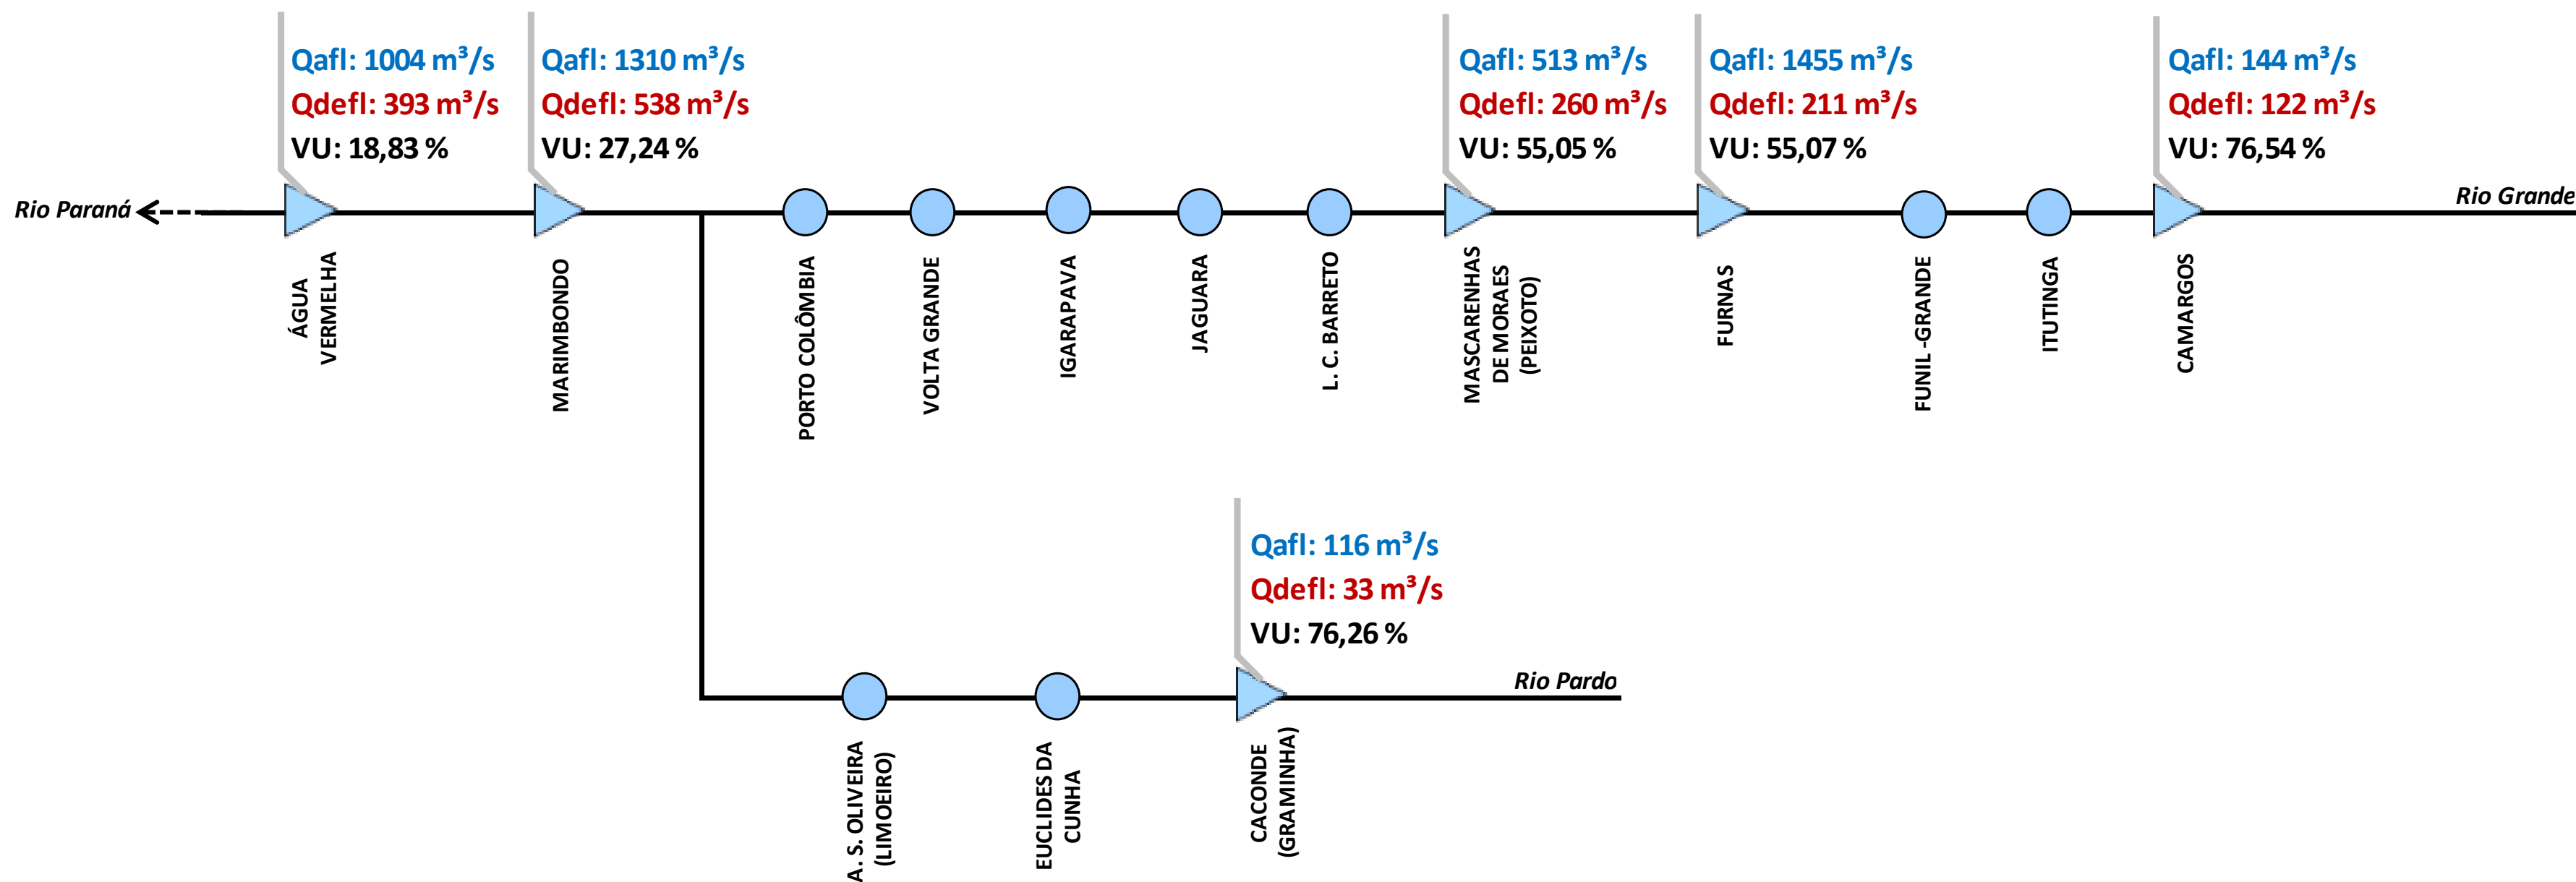 Qafl: 1004 m³/s
Qdefl: 393 m³/s
VU: 18,83 %
Qafl: 1310 m³/s
Qdefl: 538 m³/s
VU: 27,24 %
Qafl: 513 m³/s
Qdefl: 260 m³/s
VU: 55,05 %
Qafl: 1455 m³/s
Qdefl: 211 m³/s
VU: 55,07 %
Qafl: 144 m³/s
Qdefl: 122 m³/s
VU: 76,54 %
Rio Paraná
Rio Grande
ÁGUA
VERMELHA
MARIMBONDO
PORTO COLÔMBIA
VOLTA GRANDE
IGARAPAVA
JAGUARA
L. C. BARRETO
MASCARENHAS
DE MORAES
(PEIXOTO)
FURNAS
FUNIL -GRANDE
ITUTINGA
CAMARGOS
Qafl: 116 m³/s
Qdefl: 33 m³/s
VU: 76,26 %
Rio Pardo
A. S. OLIVEIRA
(LIMOEIRO)
EUCLIDES DA
CUNHA
CACONDE
(GRAMINHA)